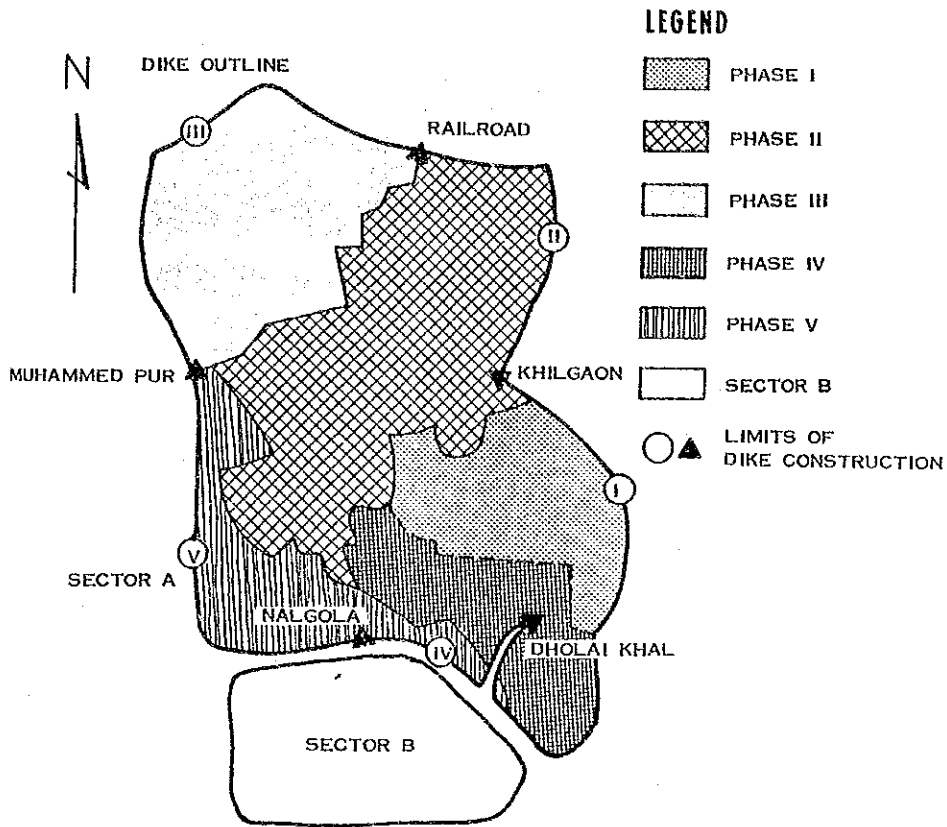 LEGEND
N
DIKE OUTLINE
PHASE I
III
RAILROAD
PHASE II
PHASE III
II
PHASE IV
PHASE V
MUHAMMED PUR
KHILGAON
SECTOR B
LIMITS OF
DIKE CONSTRUCTION
I
V
SECTOR A
NALGOLA
IV
DHOLAI KHAL
SECTOR B